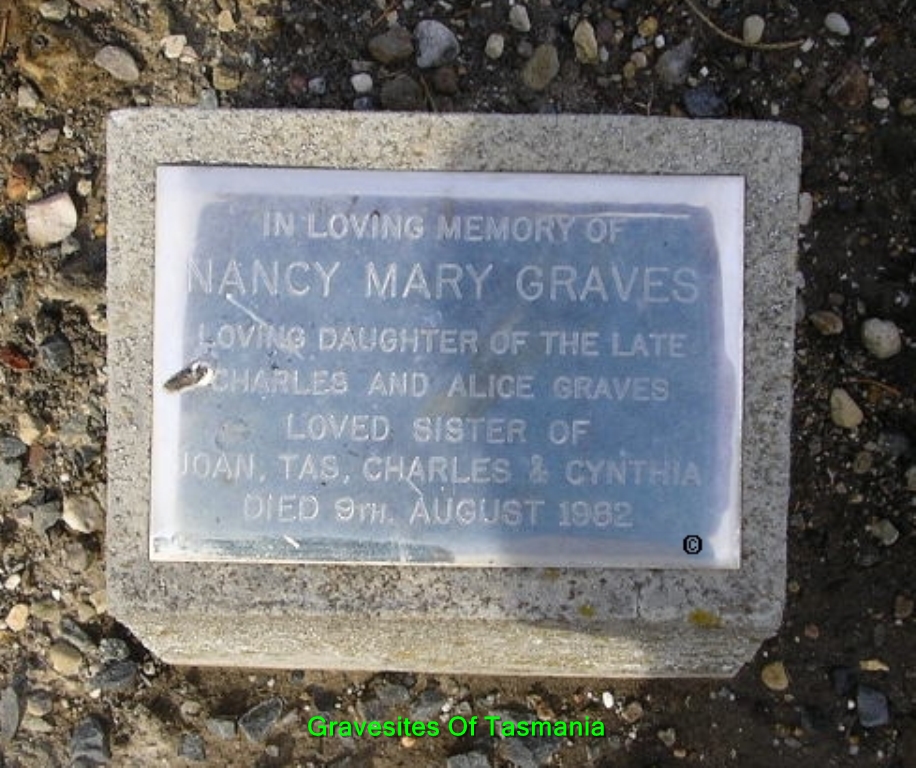 IN LOVING MEMORY OF
NANCY MARY GRAVES
LOVING DAUGHTER OF THE LATE
CHARLES AND ALICE GRAVES
LOVED SISTER OF
JOAN, TAS, CHARLES & CYNTHIA
DIED 9TH. AUGUST 1982
©
Gravesites Of Tasmania